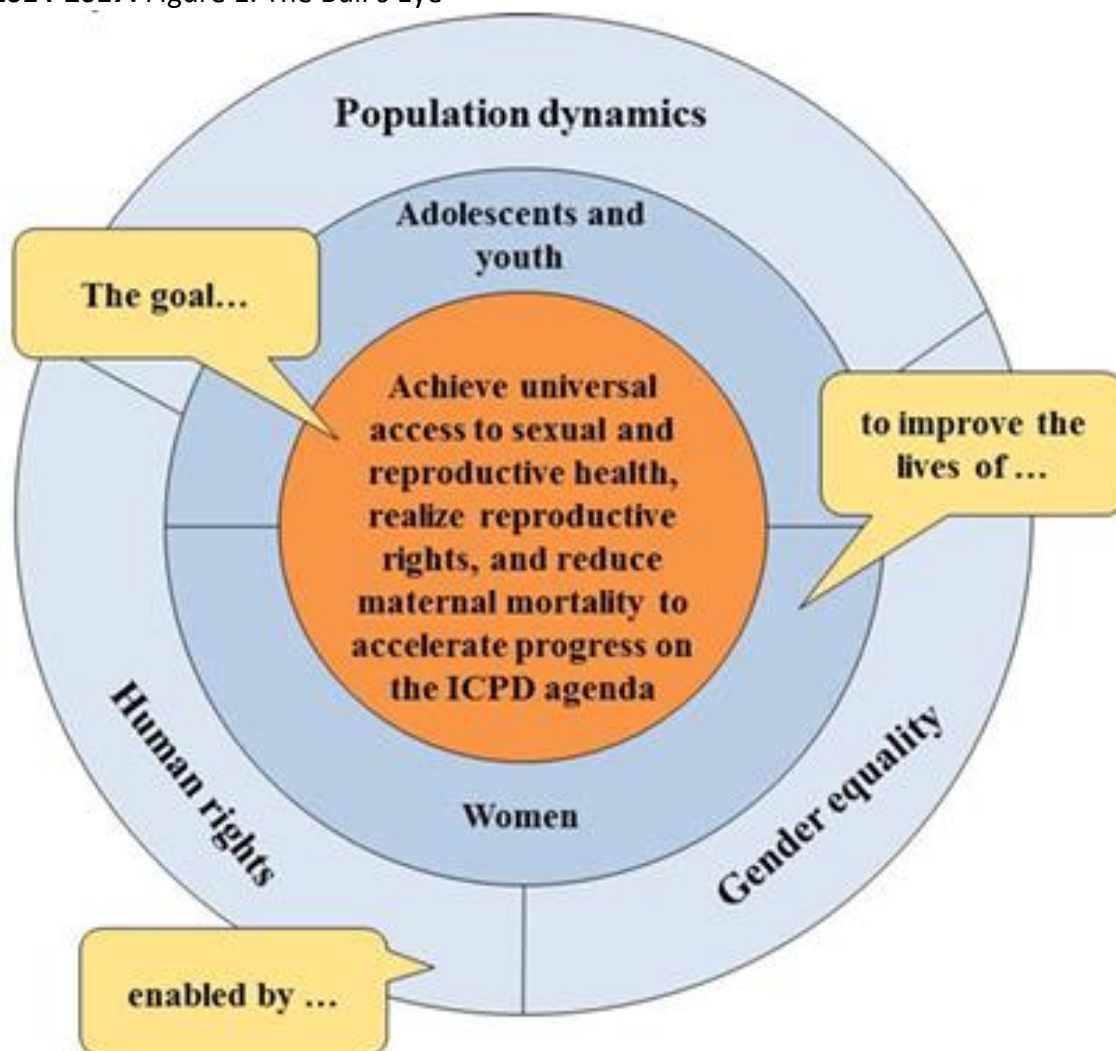 Figure 1: The Bull's Eye
Population dynamics
Adolescents and
youth
The goal…
Achieve universal
access to sexual and
reproductive health,
realize reproductive
rights, and reduce
maternal mortality to
accelerate progress on
the ICPD agenda
to improve the
lives of …
Women
Human rights
Gender equality
enabled by …